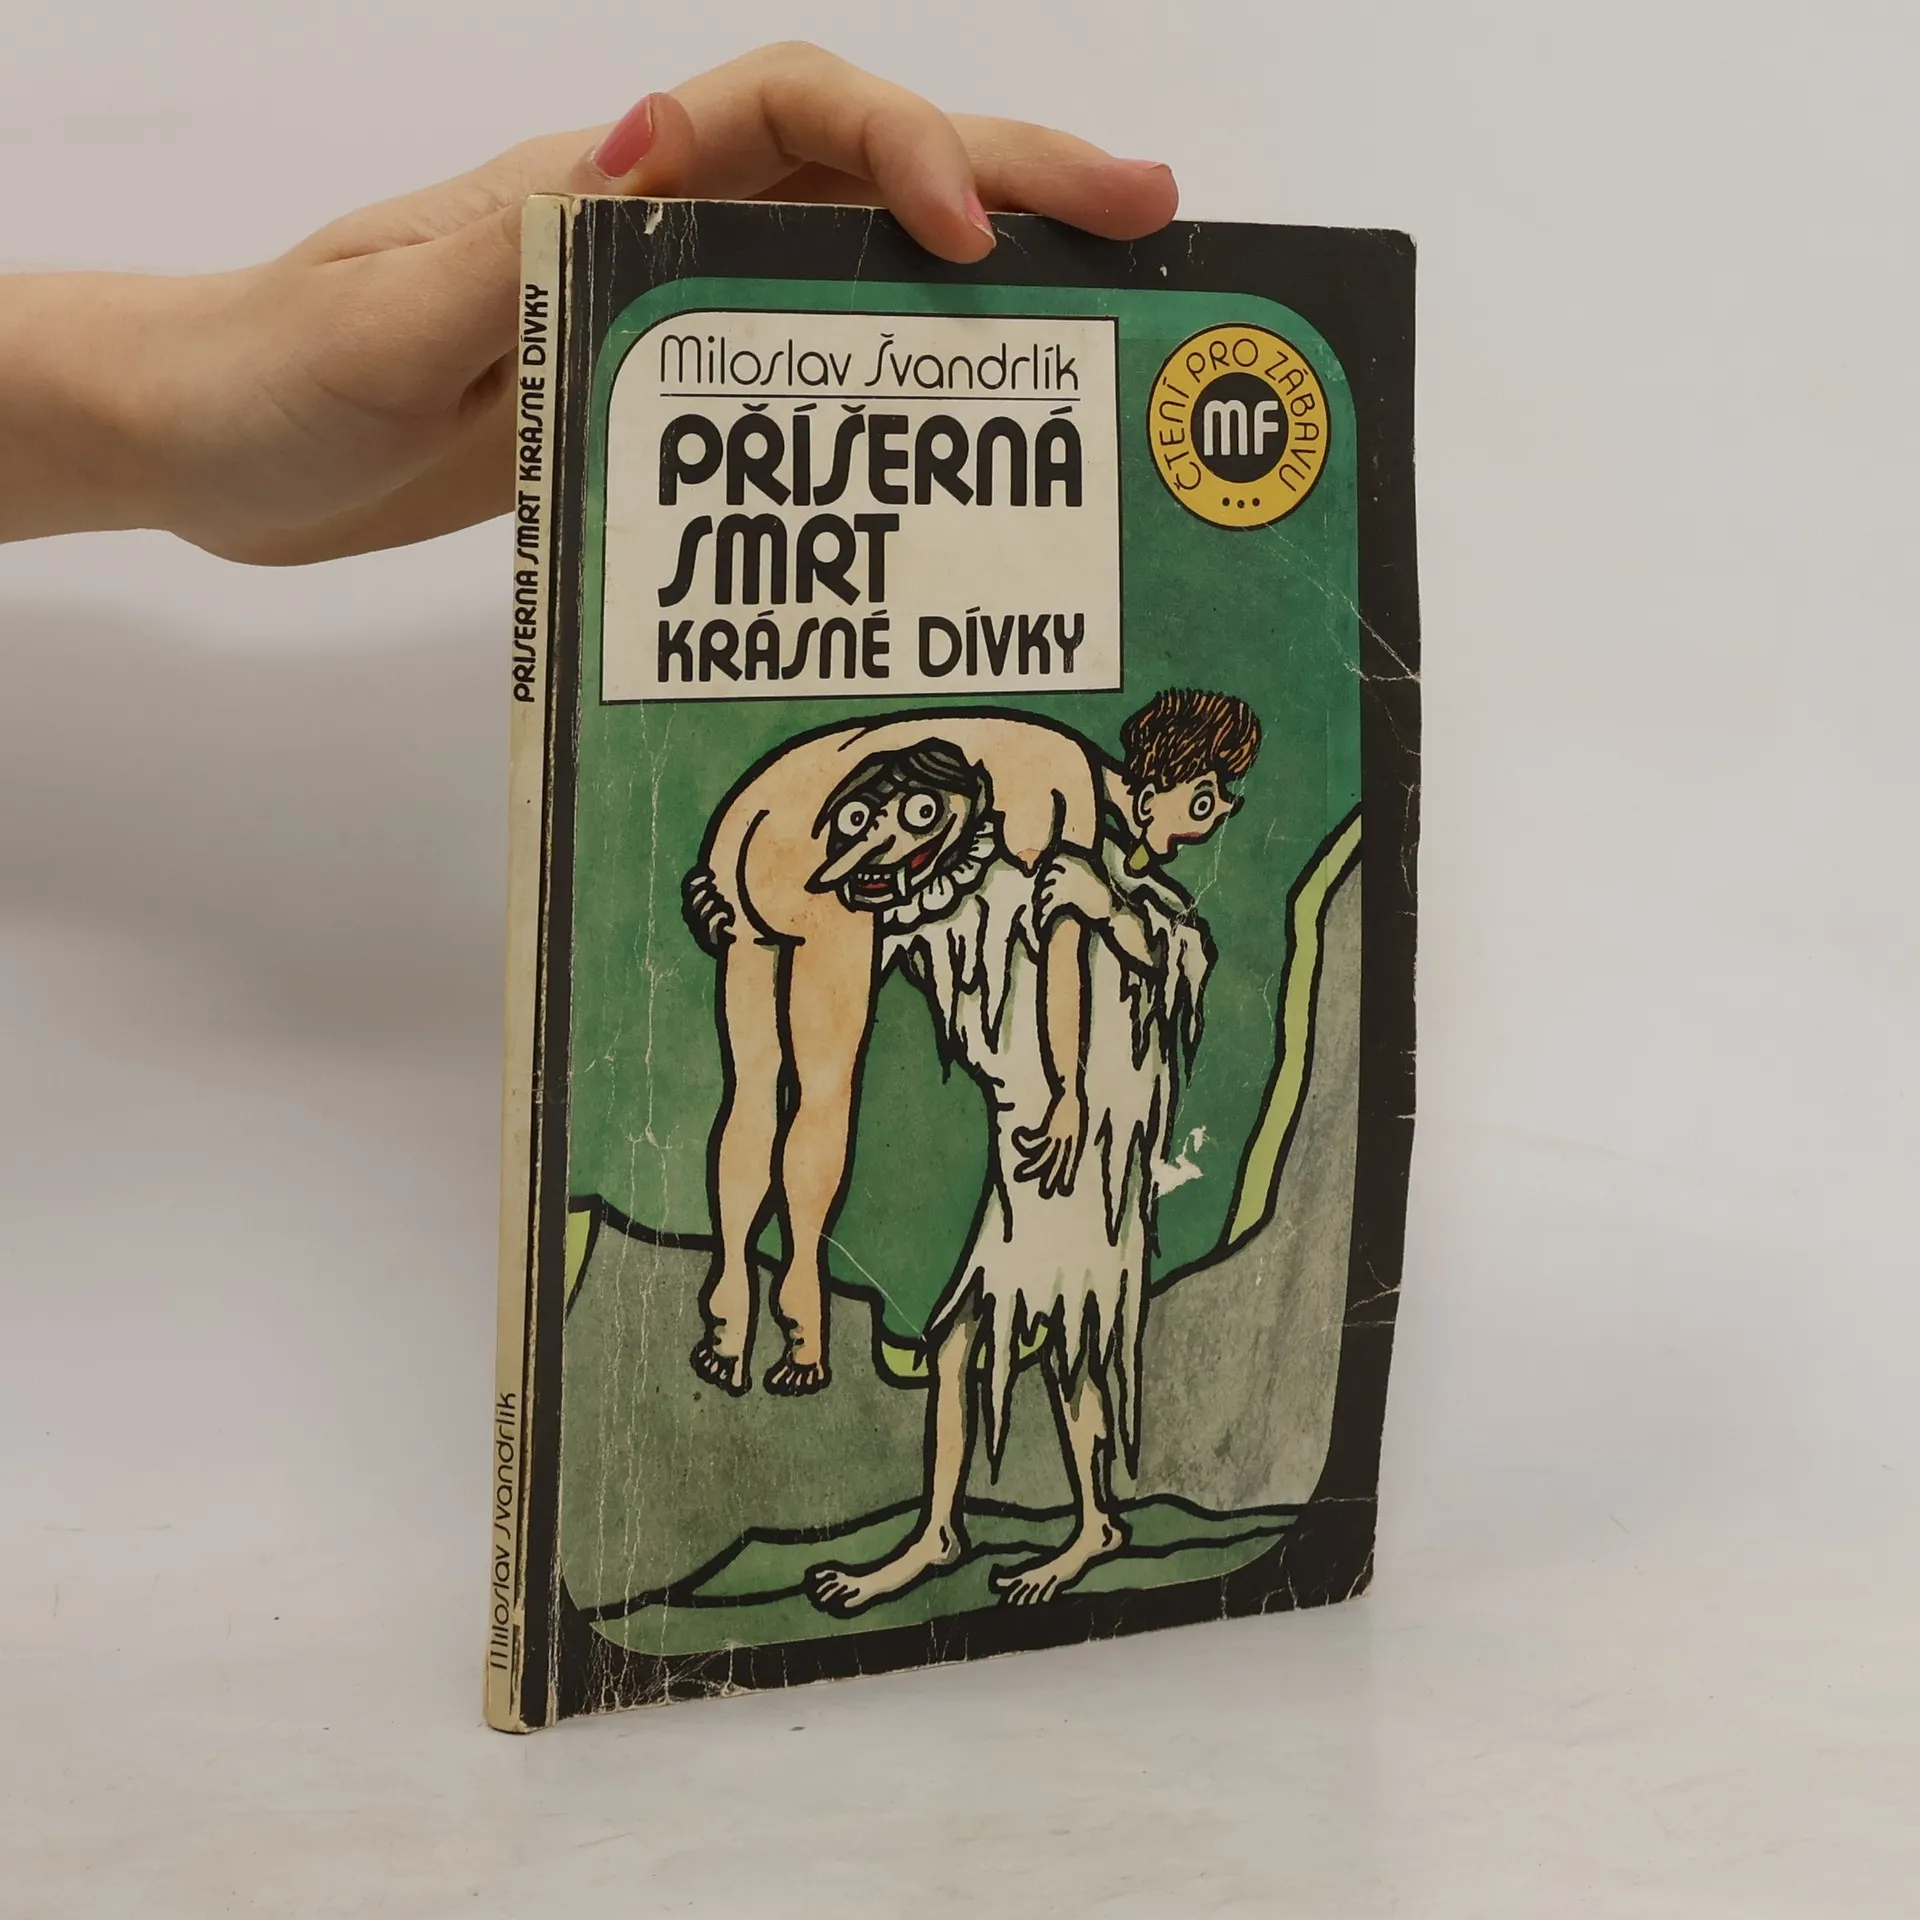 Miloslav Švandrlík
PŘÍŠERNÁ
SMRT
KRÁSNÉ DÍVKY
ČTENÍ PRO ZÁBAVU
MF
...
PŘÍŠERNÁ SMRT KRÁSNÉ DÍVKY
Miloslav Švandrlík